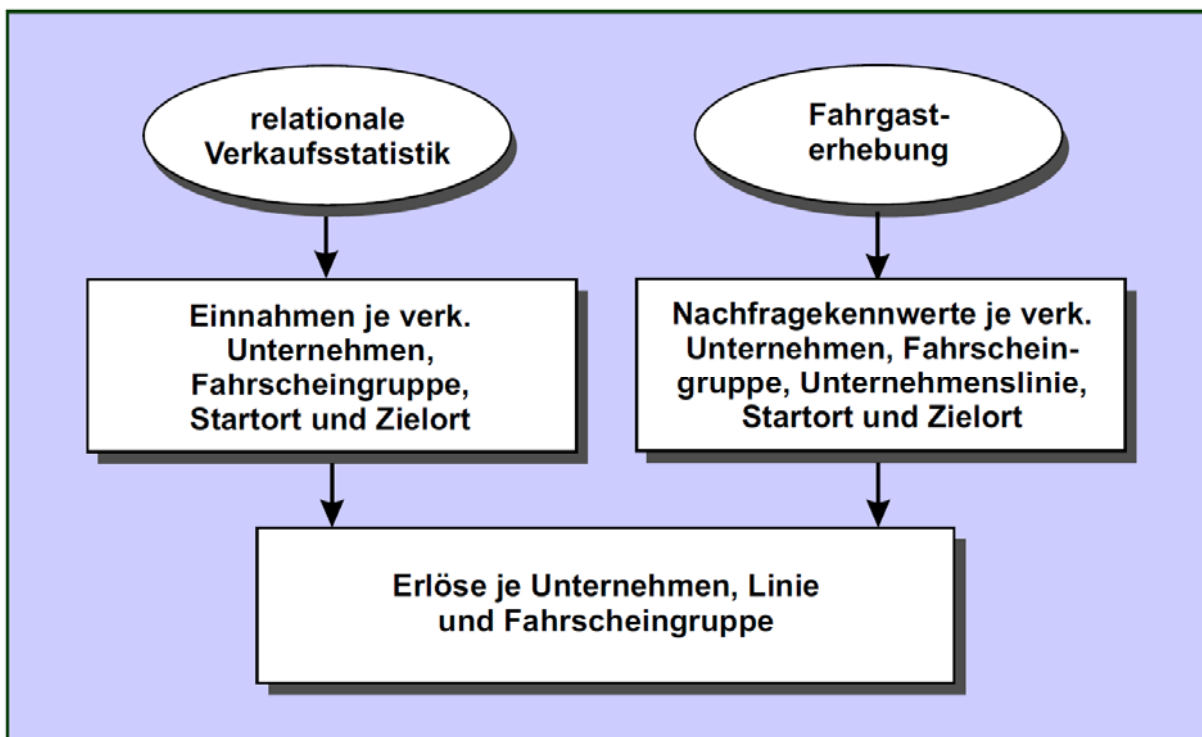 relationale
Verkaufsstatistik
Fahrgast-
erhebung
Einnahmen je verk.
Unternehmen,
Fahrscheingruppe,
Startort und Zielort
Nachfragekennwerte je verk.
Unternehmen, Fahrschein-
gruppe, Unternehmenslinie,
Startort und Zielort
Erlöse je Unternehmen, Linie
und Fahrscheingruppe